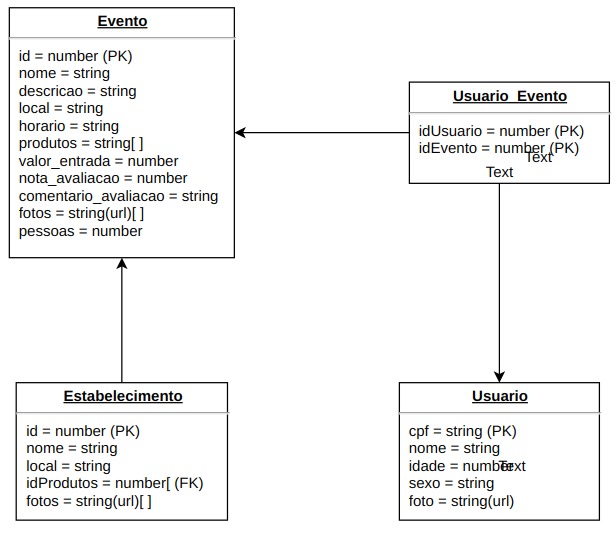 Evento
id = number (PK)
nome = string
descricao = string
local = string
horario = string
produtos = string[ ]
valor_entrada = number
nota_avaliacao = number
comentario_avaliacao = string
fotos = string(url)[ ]
pessoas = number
Usuario_Evento
idUsuario = number (PK)
idEvento = number (PK)
Text
Text
Estabelecimento
id = number (PK)
nome = string
local = string
idProdutos = number[ (FK)
fotos = string(url)[ ]
Usuario
cpf = string (PK)
nome = string
idade = number
Text
sexo = string
foto = string(url)